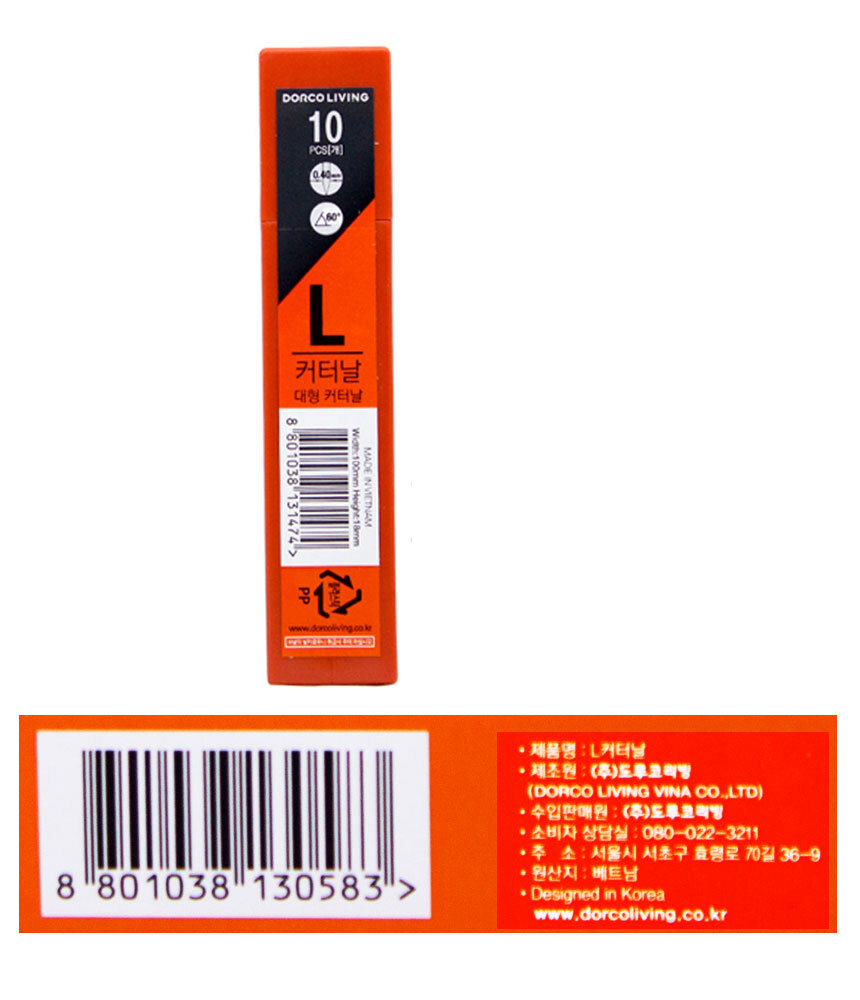 DORCO LIVING
10
PCS[개]
0.40mm
60°
L
커터날
대형 커터날
MADE IN VIETNAM
Width:100mm Height:18mm
8 801038 131474 >
플라스틱
PP
www.dorcoliving.co.kr
8 801038 130583 >
• 제품명 : L커터날
• 제조원 : (주)도루코리빙
(DORCO LIVING VINA CO.,LTD)
• 수입판매원 : (주)도루코리빙
• 소비자 상담실 : 080-022-3211
• 주 소 : 서울시 서초구 효령로 70길 36-9
• 원산지 : 베트남
• Designed in Korea
www.dorcoliving.co.kr